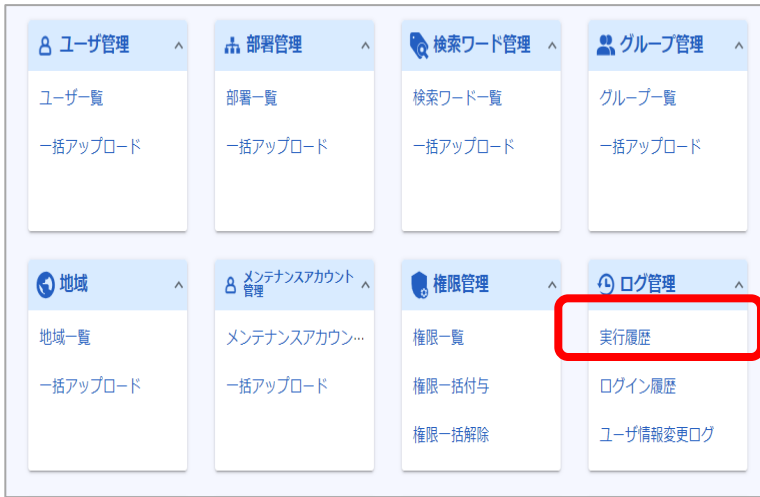 ユーザ管理
ユーザ一覧
一括アップロード
部署管理
部署一覧
一括アップロード
検索ワード管理
検索ワード一覧
一括アップロード
グループ管理
グループ一覧
一括アップロード
地域
地域一覧
一括アップロード
メンテナンスアカウント
管理
メンテナンスアカウン…
一括アップロード
権限管理
権限一覧
権限一括付与
権限一括解除
ログ管理
実行履歴
ログイン履歴
ユーザ情報変更ログ